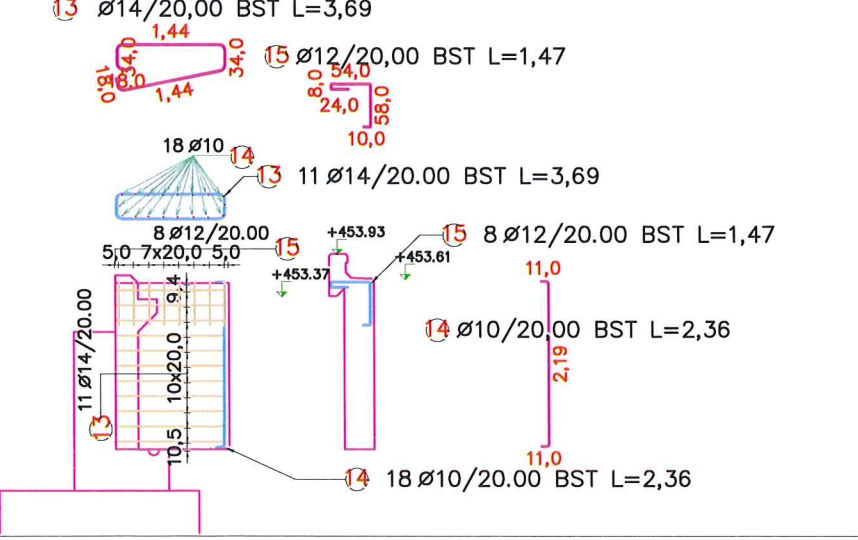 13 Ø14/20,00 BST L=3,69
1,44
34,0
34,0
18,0
18,0
1,44
15 Ø12/20,00 BST L=1,47
54,0
8,0
24,0
58,0
10,0
18 Ø10
14
13 11 Ø14/20.00 BST L=3,69
8 Ø12/20.00
15
5,0 7x20,0 5,0
+453.93
15 8 Ø12/20.00 BST L=1,47
+453.61
+453.37
11,0
9,4
11 Ø14/20.00
14 Ø10/20,00 BST L=2,36
10x20,0
2,19
13
10,5
11,0
14 18 Ø10/20.00 BST L=2,36